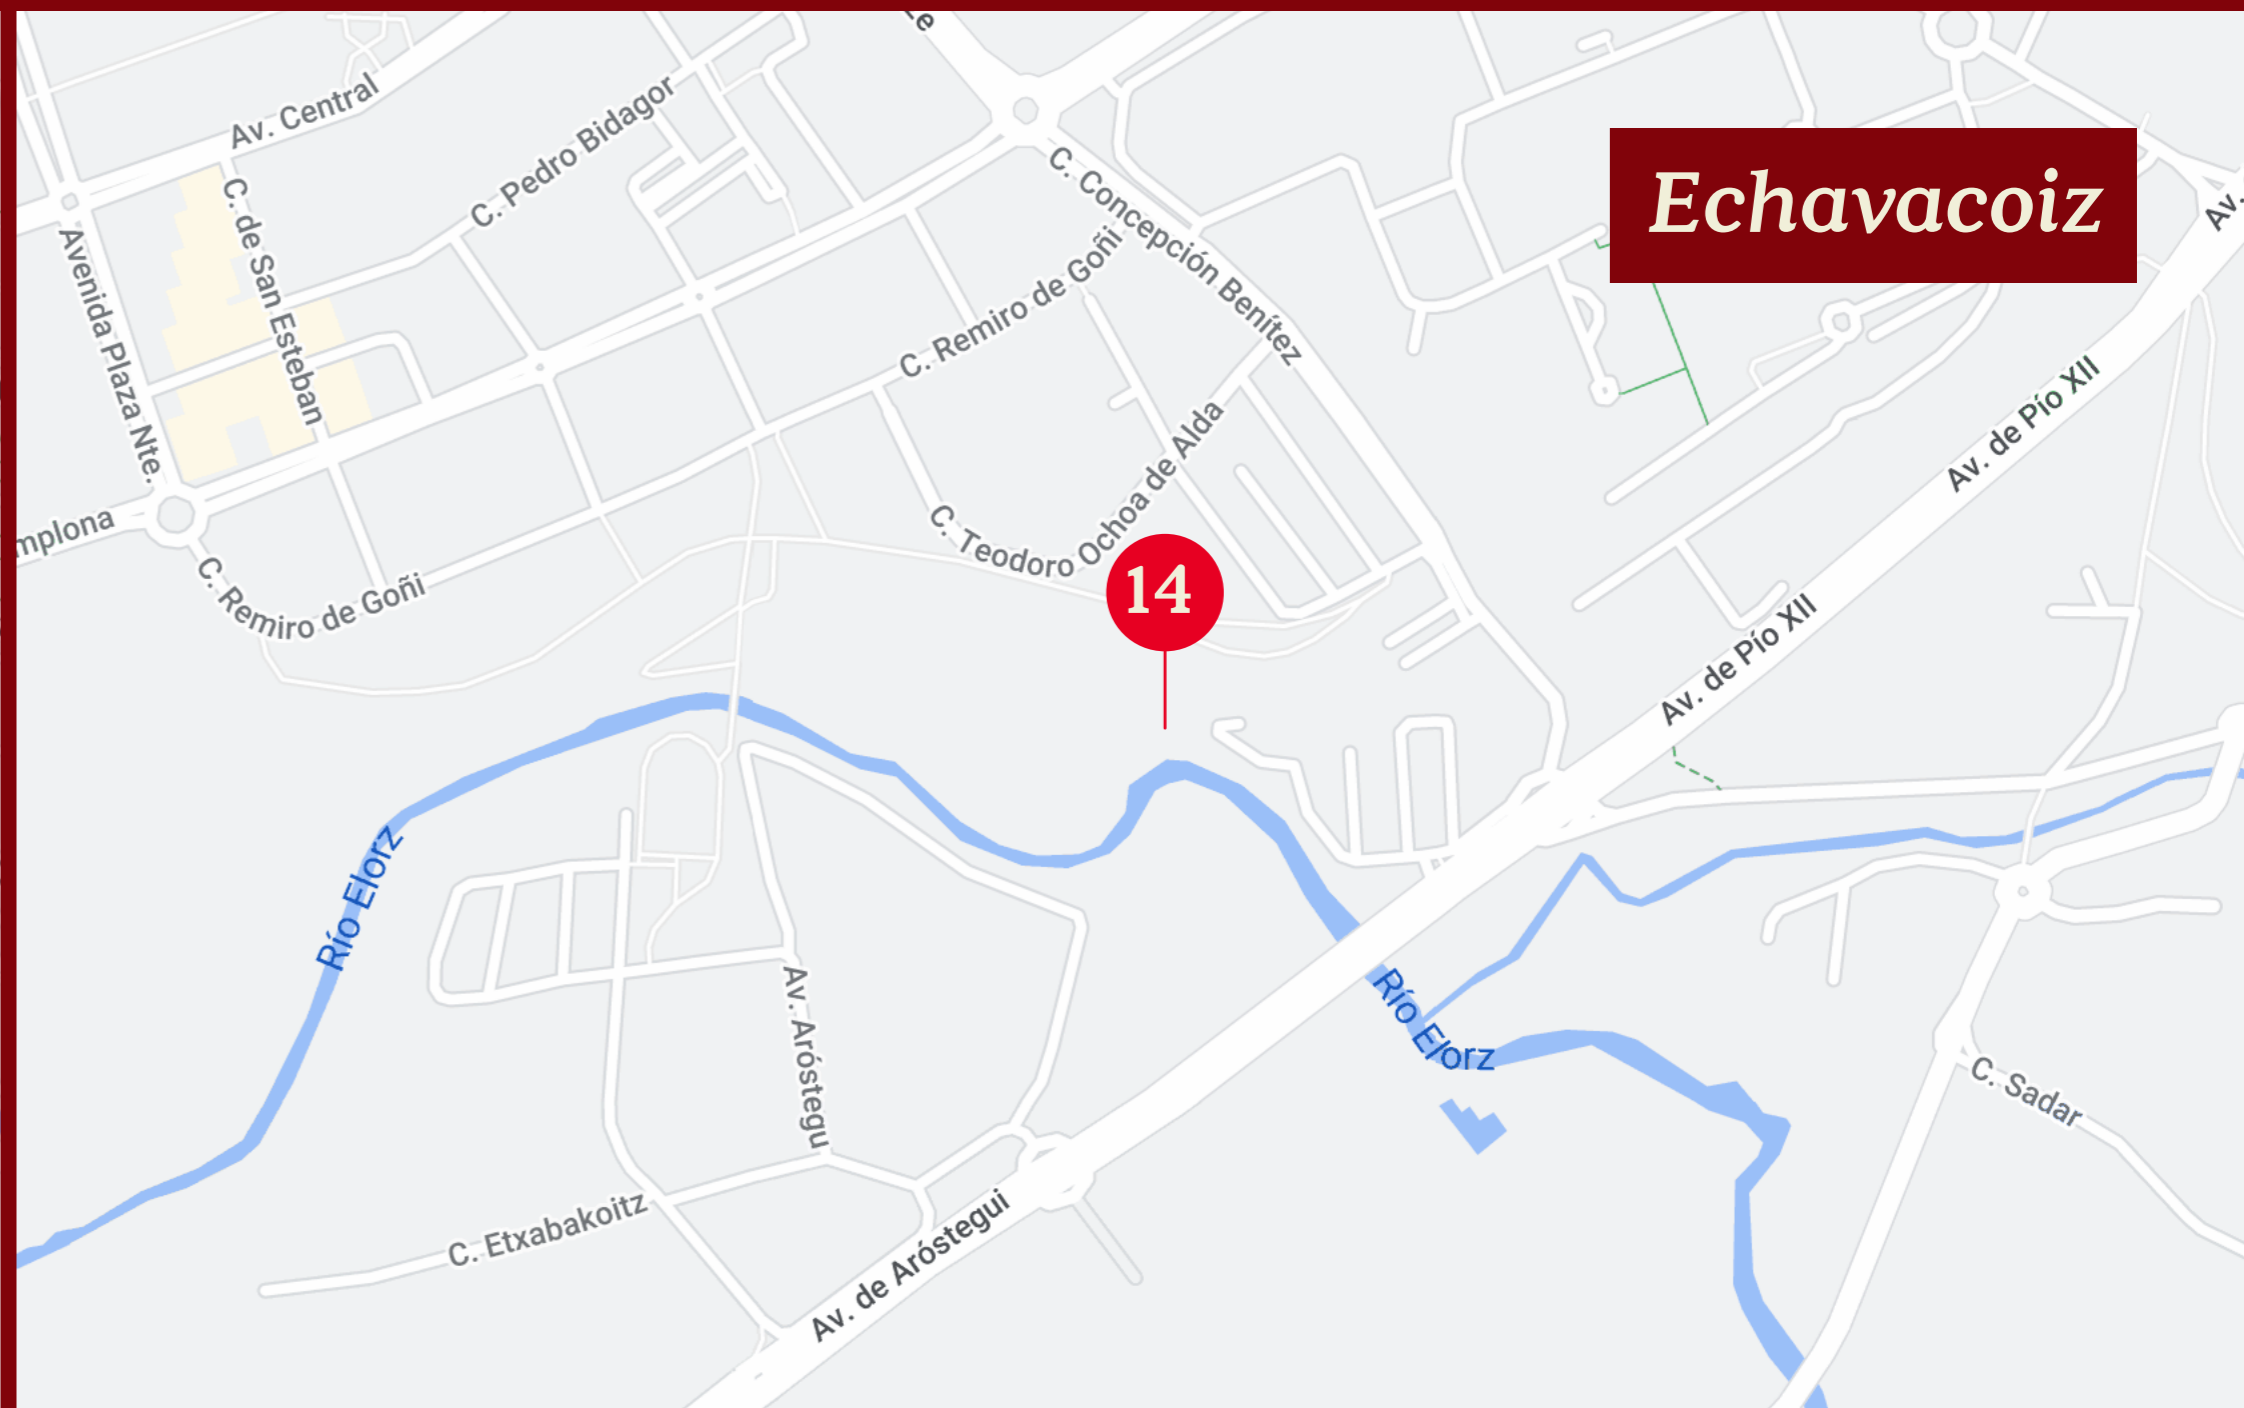 Echavacoiz
Av. Central
C. Pedro Bidagor
C. de San Esteban
C. Concepción Benítez
Avenida Plaza Nte.
C. Remiro de Goñi
Av.
Av. de Pío XII
C. Teodoro Ochoa de Alda
mplona
14
C. Remiro de Goñi
Av. de Pío XII
Río Elorz
Río Elorz
Av. Aróstegu
C. Sadar
C. Etxabakoitz
Av. de Aróstegui